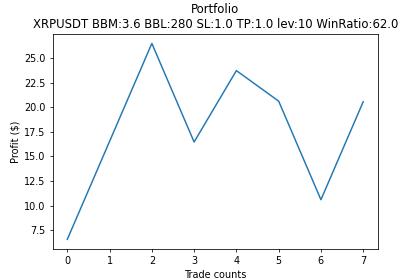 Portfolio
XRPUSDT BBM:3.6 BBL:280 SL:1.0 TP:1.0 lev:10 WinRatio:62.0
25.0
22.5
20.0
17.5
15.0
12.5
10.0
7.5
Profit ($)
0 1 2 3 4 5 6 7
Trade counts